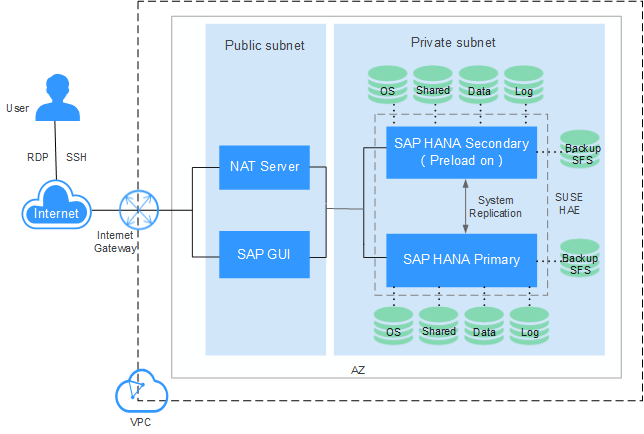 Public subnet
Private subnet
OS
Shared
Data
Log
User
SAP HANA Secondary
( Preload on )
Backup
SFS
RDP
SSH
NAT Server
System
Replication
SUSE
HAE
Internet
Internet
Gateway
SAP GUI
SAP HANA Primary
Backup
SFS
OS
Shared
Data
Log
AZ
VPC